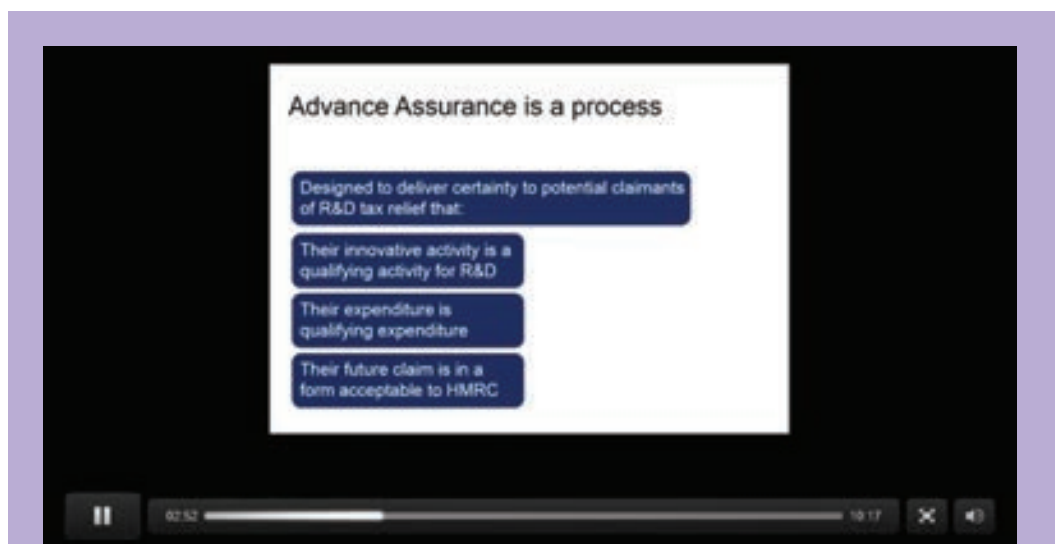 Advance Assurance is a process
Designed to deliver certainty to potential claimants
of R&D tax relief that:
Their innovative activity is a
qualifying activity for R&D
Their expenditure is
qualifying expenditure
Their future claim is in a
form acceptable to HMRC
02:52
10:17